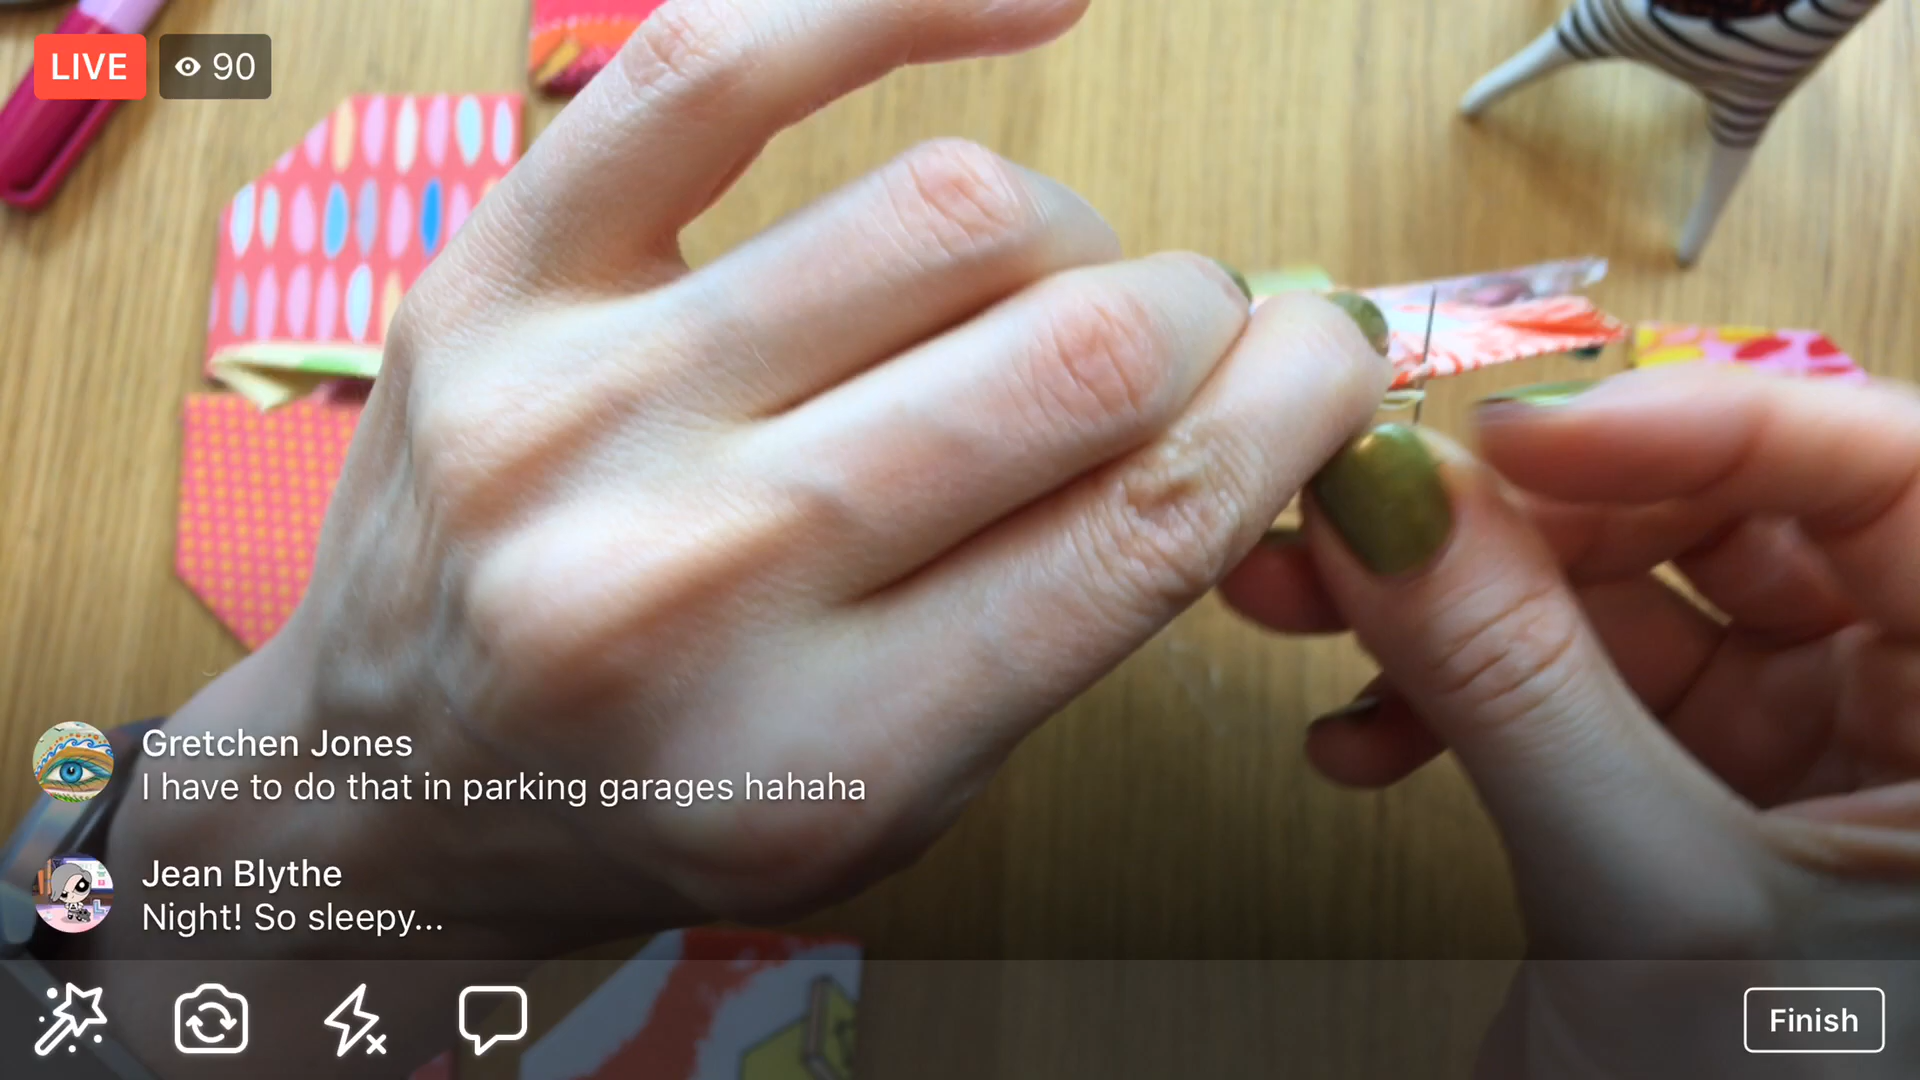 LIVE 90
Gretchen Jones
I have to do that in parking garages hahaha
Jean Blythe
Night! So sleepy...
Finish